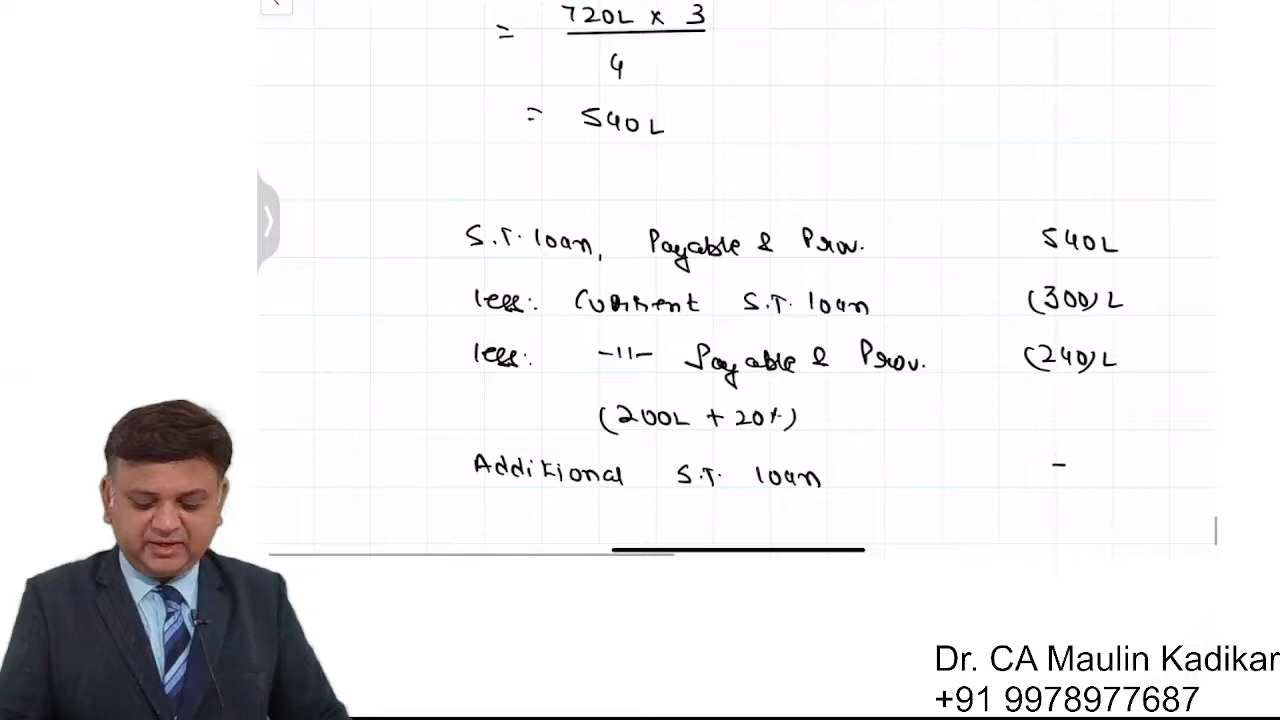 = 720L x 3
4
= 540L
S.T. loan, Payable & Prov. 540L
less: Current S.T. loan (300)L
less: -11- Payable & Prov. (240)L
(200L + 20%)
Additional S.T. loan -
Dr. CA Maulin Kadikar
+91 9978977687